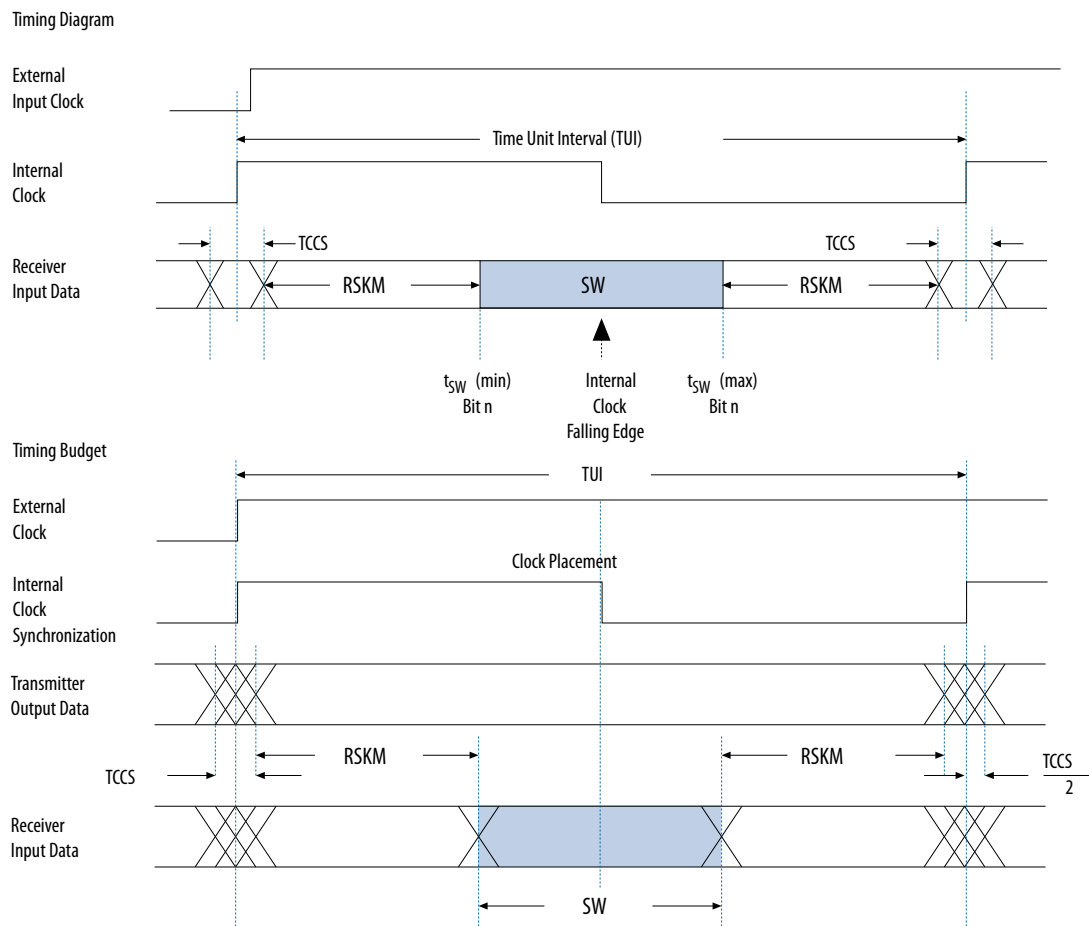 Timing Diagram
External
Input Clock
Time Unit Interval (TUI)
Internal
Clock
TCCS
TCCS
Receiver
Input Data
RSKM
SW
RSKM
tSW (min)
Bit n
Internal
Clock
Falling Edge
tSW (max)
Bit n
Timing Budget
TUI
External
Clock
Clock Placement
Internal
Clock
Synchronization
Transmitter
Output Data
RSKM
RSKM
TCCS
TCCS
2
Receiver
Input Data
SW